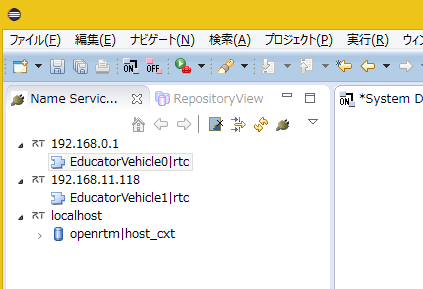 ファイル(F) 編集(E) ナビゲート(N) 検索(A) プロジェクト(P) 実行(R) ウィン
ON OFF
Name Servic... RepositoryView ON *System D
RT 192.168.0.1
EducatorVehicle0|rtc
RT 192.168.11.118
EducatorVehicle1|rtc
RT localhost
openrtm|host_cxt